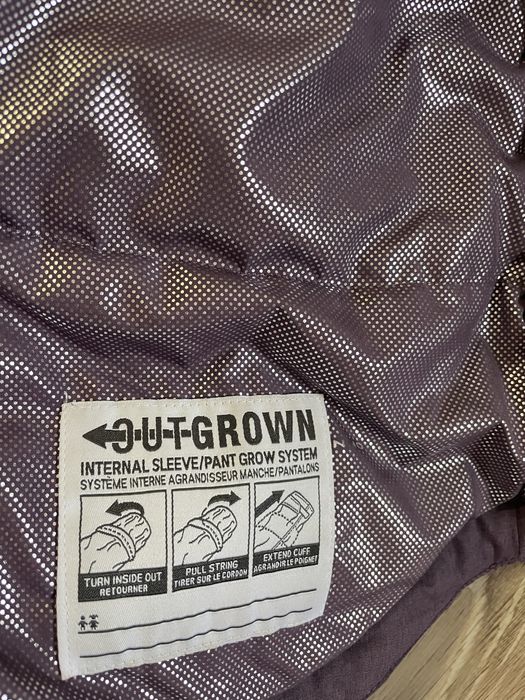 OUTGROWN
INTERNAL SLEEVE/PANT GROW SYSTEM
SYSTÈME INTERNE AGRANDISSEUR MANCHE/PANTALONS
TURN INSIDE OUT
RETOURNER
PULL STRING
TIRER SUR LE CORDON
EXTEND CUFF
AGRANDIR LE POIGNET